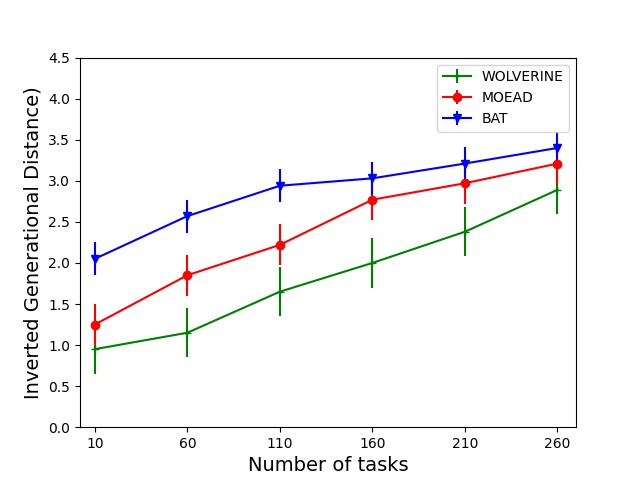 4.5
4.0
3.5
3.0
2.5
2.0
1.5
1.0
0.5
0.0
Inverted Generational Distance)
WOLVERINE
MOEAD
BAT
10 60 110 160 210 260
Number of tasks